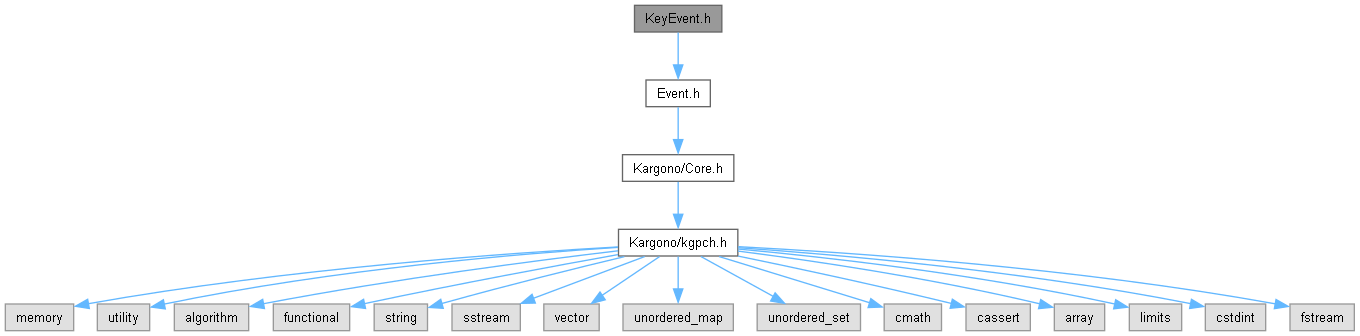 KeyEvent.h
Event.h
Kargono/Core.h
Kargono/kgpch.h
memory
utility
algorithm
functional
string
sstream
vector
unordered_map
unordered_set
cmath
cassert
array
limits
cstdint
fstream